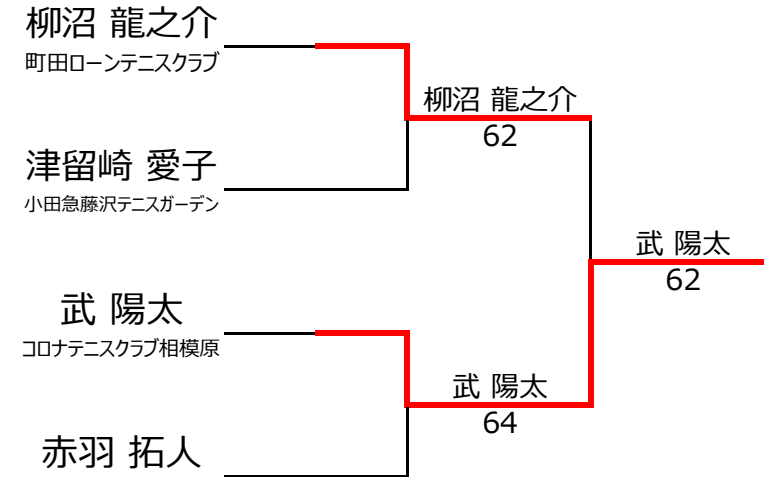 柳沼 龍之介
町田ローンテニスクラブ
柳沼 龍之介
62
津留崎 愛子
小田急藤沢テニスガーデン
武 陽太
62
武 陽太
コロナテニスクラブ相模原
武 陽太
64
赤羽 拓人